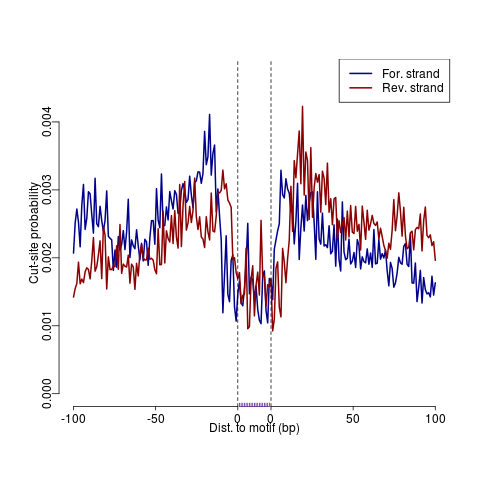 For. strand
Rev. strand
Cut-site probability
0.004
0.003
0.002
0.001
0.000
-100 -50 0 0 50 100
Dist. to motif (bp)